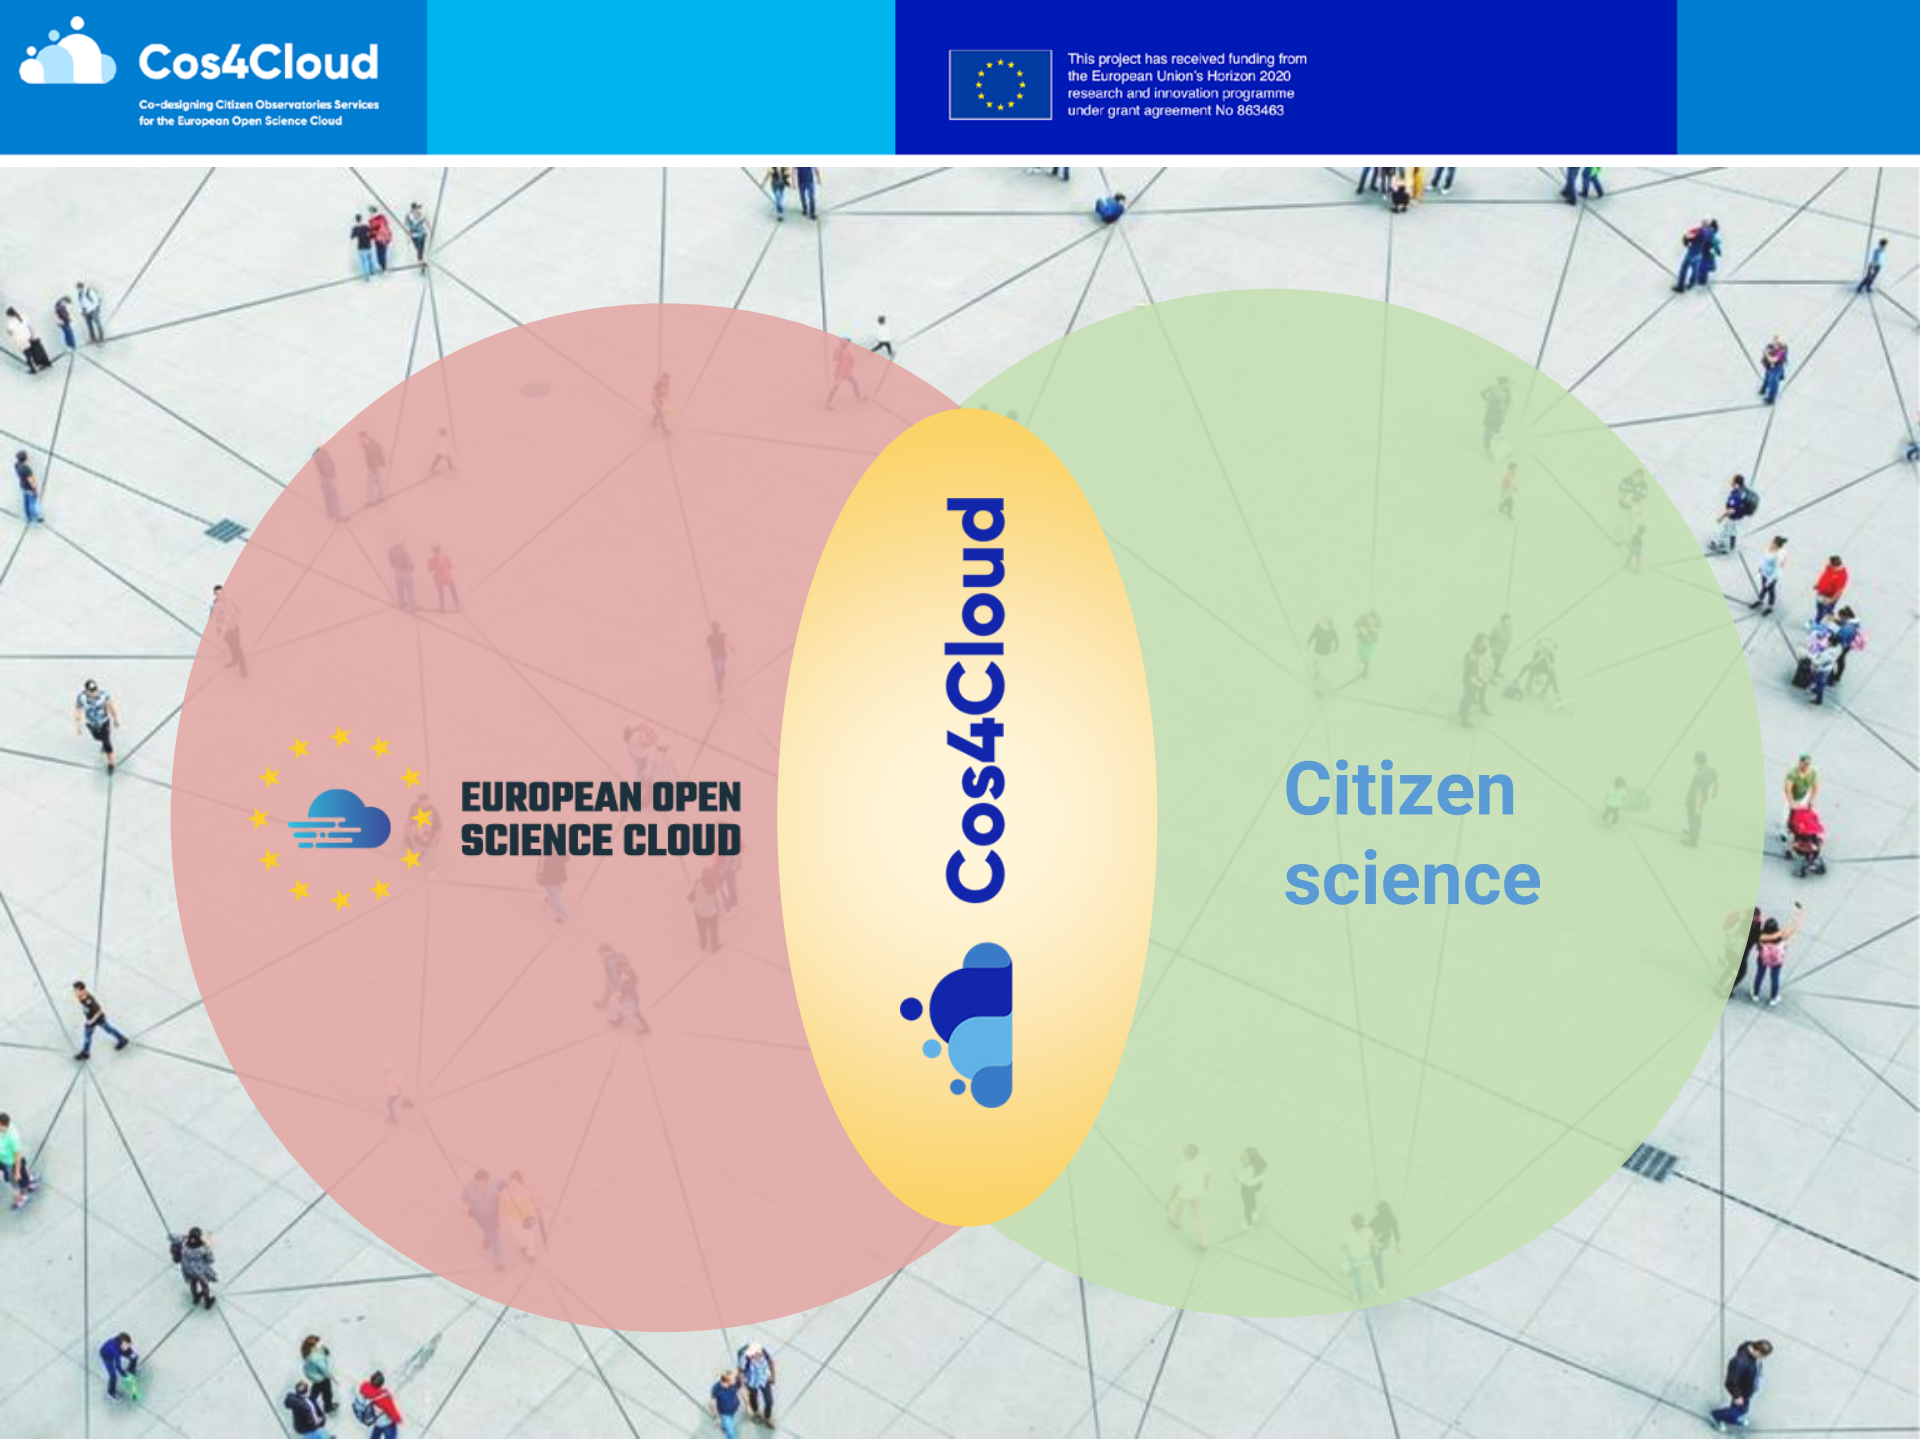 Cos4Cloud
Co-designing Citizen Observatories Services
for the European Open Science Cloud
This project has received funding from
the European Union's Horizon 2020
research and innovation programme
under grant agreement No 863463
EUROPEAN OPEN
SCIENCE CLOUD
Cos4Cloud
Citizen
science